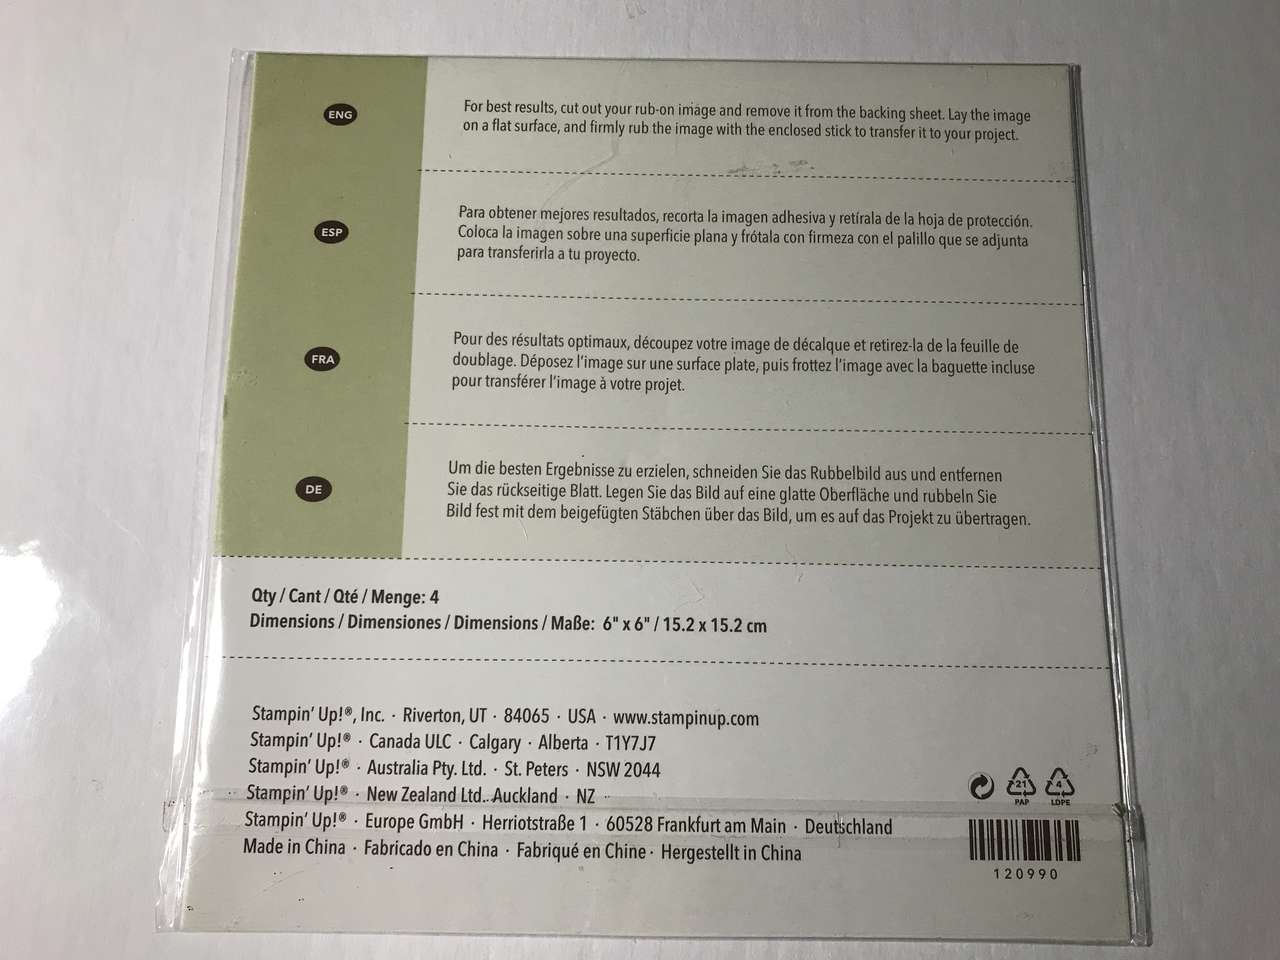 ENG
For best results, cut out your rub-on image and remove it from the backing sheet. Lay the image
on a flat surface, and firmly rub the image with the enclosed stick to transfer it to your project.
ESP
Para obtener mejores resultados, recorta la imagen adhesiva y retírala de la hoja de protección.
Coloca la imagen sobre una superficie plana y frótala con firmeza con el palillo que se adjunta
para transferirla a tu proyecto.
FRA
Pour des résultats optimaux, découpez votre image de décalque et retirez-la de la feuille de
doublage. Déposez l'image sur une surface plate, puis frottez l'image avec la baguette incluse
pour transférer l'image à votre projet.
DE
Um die besten Ergebnisse zu erzielen, schneiden Sie das Rubbelbild aus und entfernen
Sie das rückseitige Blatt. Legen Sie das Bild auf eine glatte Oberfläche und rubbeln Sie
Bild fest mit dem beigefügten Stäbchen über das Bild, um es auf das Projekt zu übertragen.
Qty / Cant / Qté / Menge: 4
Dimensions / Dimensiones / Dimensions / Maße: 6" x 6" / 15.2 x 15.2 cm
Stampin' Up!®, Inc. · Riverton, UT · 84065 · USA · www.stampinup.com
Stampin' Up!® · Canada ULC · Calgary · Alberta · T1Y7J7
Stampin' Up!® · Australia Pty. Ltd. · St. Peters · NSW 2044
Stampin' Up!® · New Zealand Ltd. Auckland · NZ
Stampin' Up!® · Europe GmbH · Herriotstraße 1 · 60528 Frankfurt am Main · Deutschland
Made in China · Fabricado en China · Fabriqué en Chine · Hergestellt in China
21 4
PAP LDPE
120990